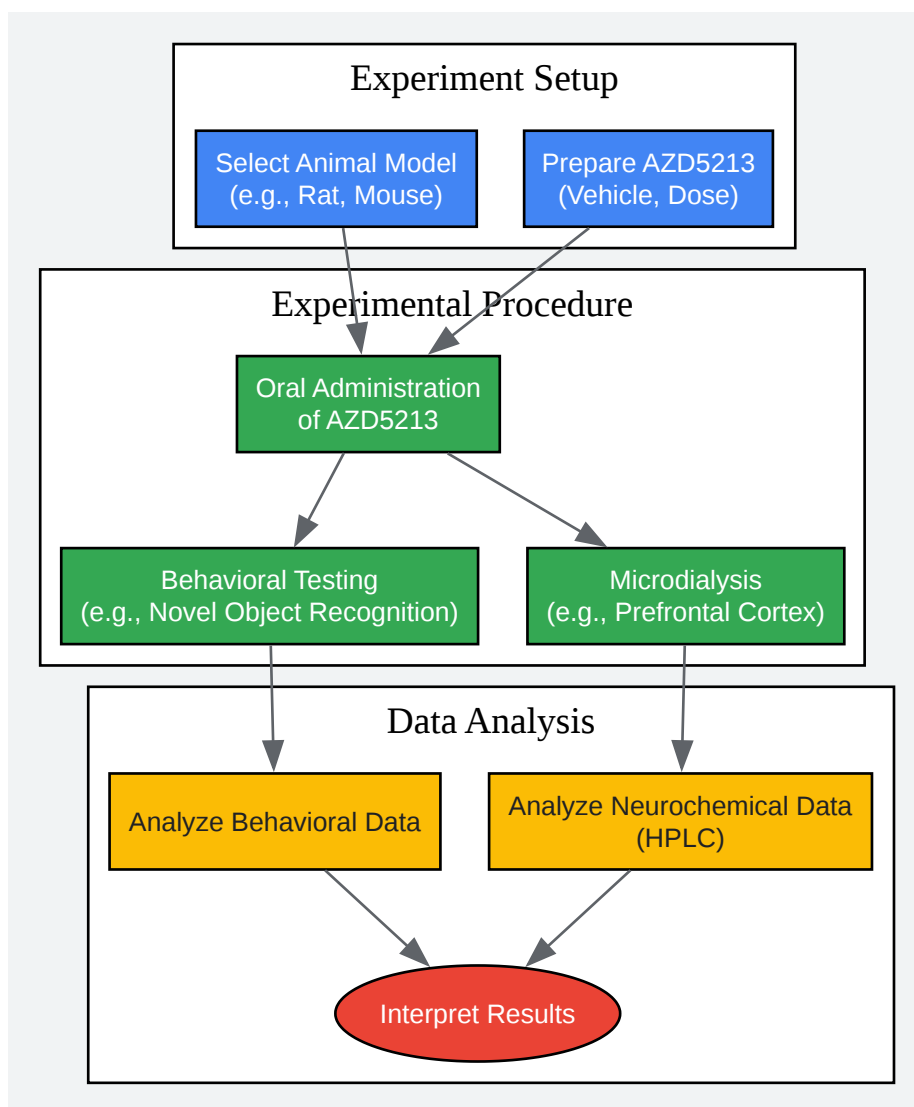 Experiment Setup
Select Animal Model
(e.g., Rat, Mouse)
Prepare AZD5213
(Vehicle, Dose)
Experimental Procedure
Oral Administration
of AZD5213
Behavioral Testing
(e.g., Novel Object Recognition)
Microdialysis
(e.g., Prefrontal Cortex)
Data Analysis
Analyze Behavioral Data
Analyze Neurochemical Data
(HPLC)
Interpret Results